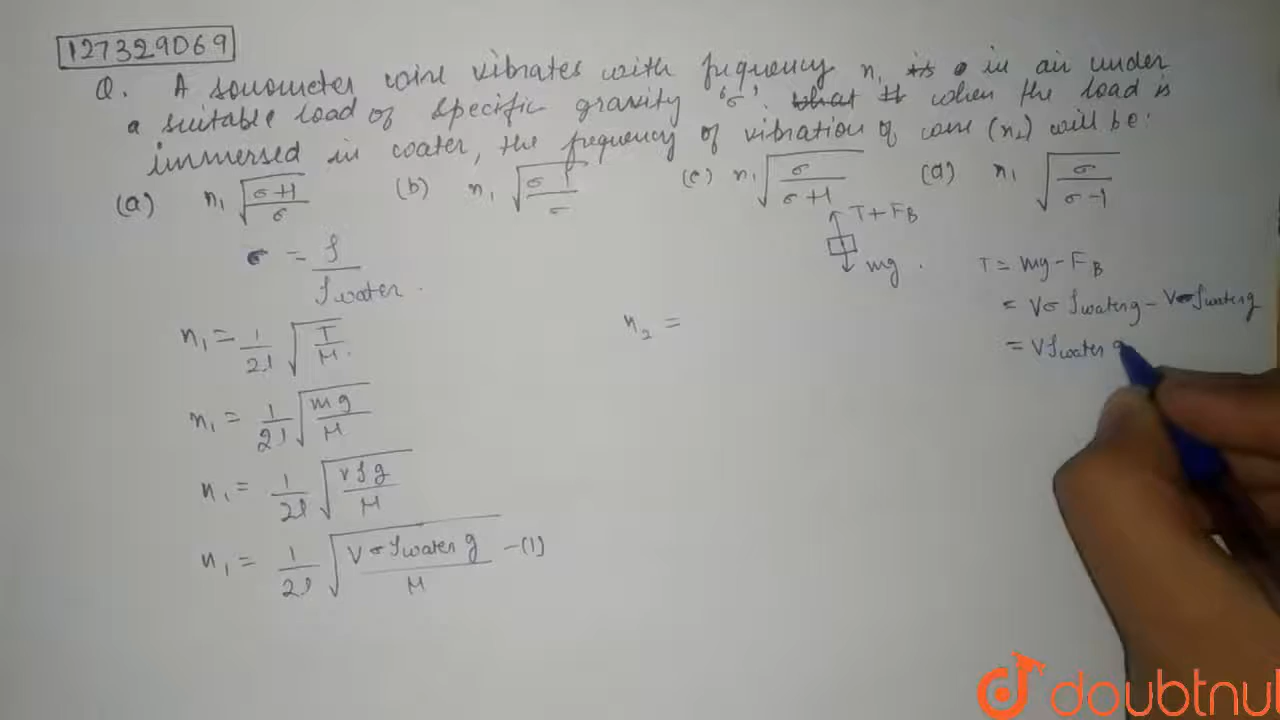 127329069
Q. A sonometer wire vibrates with frequency n₁ in air under
a suitable load of specific gravity 'σ'. when the load is
immersed in water, the frequency of vibration of wire (n₂) will be:
(a) n₁ √((σ+1)/σ) (b) n₁ √((σ 1)/σ) (c) n₁ √(σ/(σ+1)) (d) n₁ √(σ/(σ-1))
T + F_B
mg.
σ = ρ/ρwater.
T = mg - F_B
= Vσ ρwater g - V ρwater g
= Vρwater g
n₁ = 1/2l √(T/μ).
n₂ =
n₁ = 1/2l √(mg/μ)
n₁ = 1/2l √(vρg/μ)
n₁ = 1/2l √(Vσρwater g/μ) -(1)
doubtnut